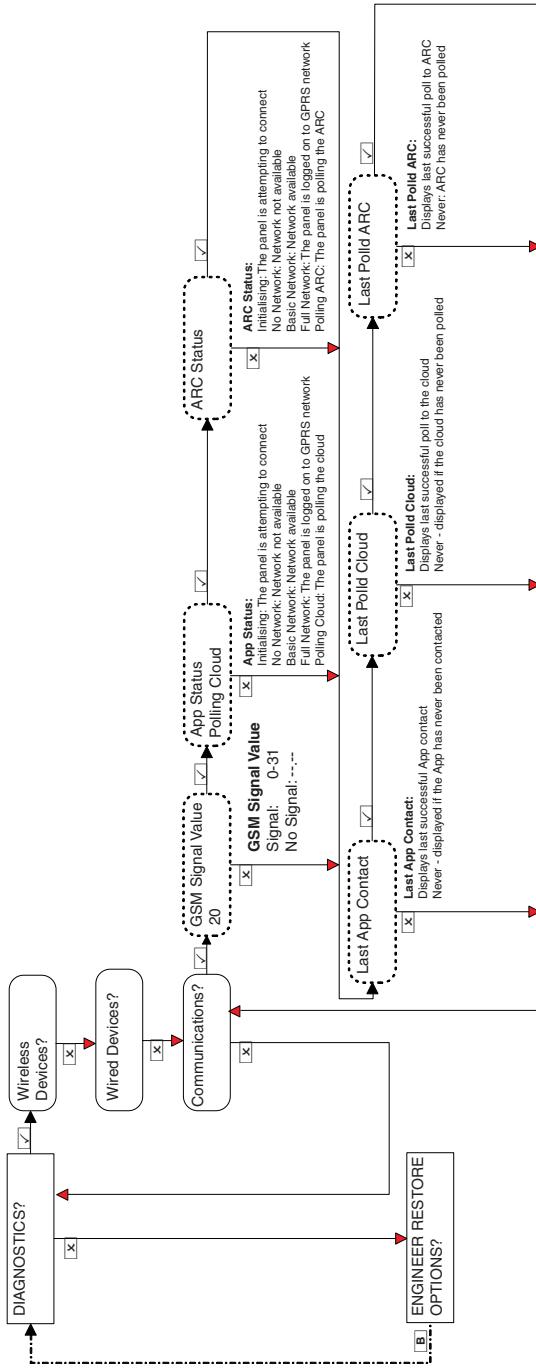 DIAGNOSTICS?
Wireless
Devices?
Wired Devices?
Communications?
GSM Signal Value
20
GSM Signal Value
Signal: 0-31
No Signal: --.--
App Status
Polling Cloud
App Status:
Initialising: The panel is attempting to connect
No Network: Network not available
Basic Network: Network available
Full Network: The panel is logged on to GPRS network
Polling Cloud: The panel is polling the cloud
ARC Status
ARC Status:
Initialising: The panel is attempting to connect
No Network: Network not available
Basic Network: Network available
Full Network: The panel is logged on to GPRS network
Polling ARC: The panel is polling the ARC
Last App Contact
Last App Contact:
Displays last successful App contact
Never - displayed if the App has never been contacted
Last Polld Cloud
Last Polld Cloud:
Displays last successful poll to the cloud
Never - displayed if the cloud has never been polled
Last Polld ARC
Last Polld ARC:
Displays last successful poll to ARC
Never: ARC has never been polled
ENGINEER RESTORE
OPTIONS?
B